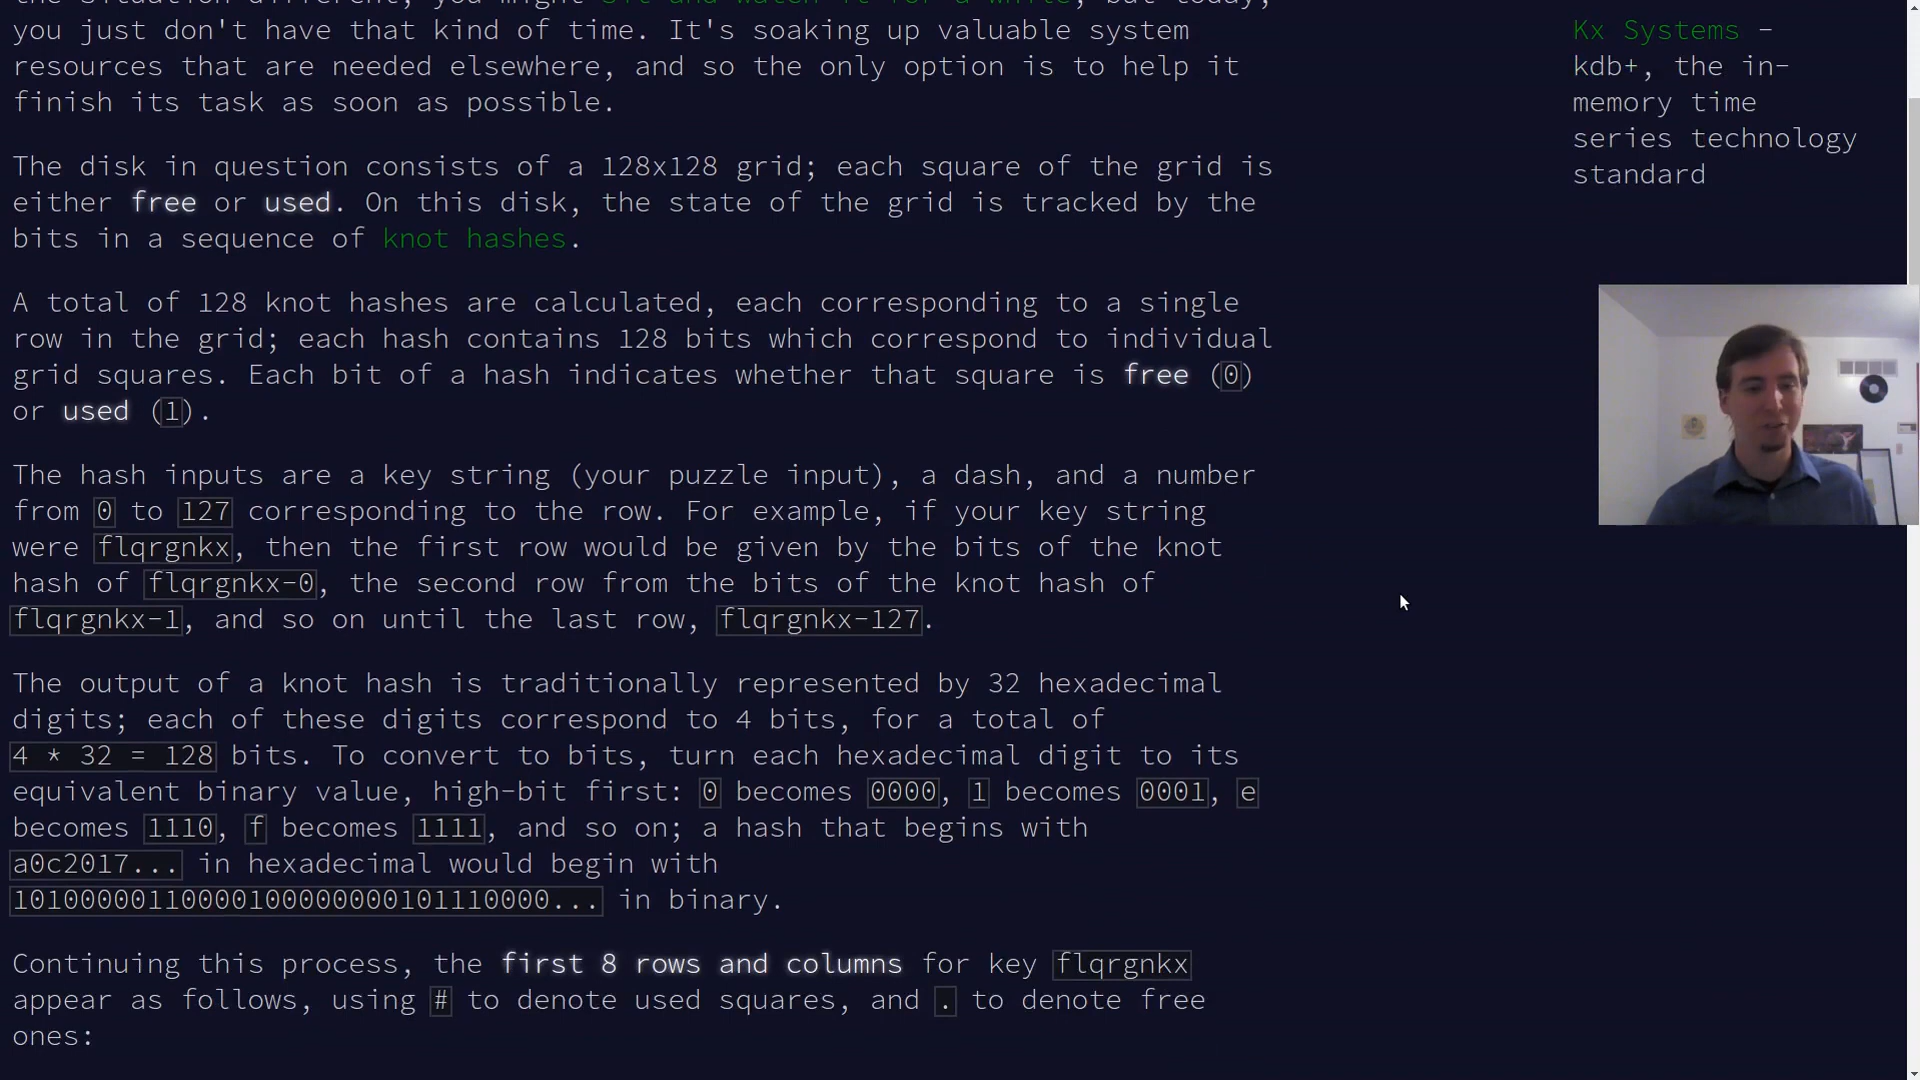 the situation different, you might sit and watch it for a while, but today,
you just don't have that kind of time. It's soaking up valuable system
resources that are needed elsewhere, and so the only option is to help it
finish its task as soon as possible.
The disk in question consists of a 128x128 grid; each square of the grid is
either free or used. On this disk, the state of the grid is tracked by the
bits in a sequence of knot hashes.
A total of 128 knot hashes are calculated, each corresponding to a single
row in the grid; each hash contains 128 bits which correspond to individual
grid squares. Each bit of a hash indicates whether that square is free (0)
or used (1).
The hash inputs are a key string (your puzzle input), a dash, and a number
from 0 to 127 corresponding to the row. For example, if your key string
were flqrgnkx, then the first row would be given by the bits of the knot
hash of flqrgnkx-0, the second row from the bits of the knot hash of
flqrgnkx-1, and so on until the last row, flqrgnkx-127.
The output of a knot hash is traditionally represented by 32 hexadecimal
digits; each of these digits correspond to 4 bits, for a total of
4 * 32 = 128 bits. To convert to bits, turn each hexadecimal digit to its
equivalent binary value, high-bit first: 0 becomes 0000, 1 becomes 0001, e
becomes 1110, f becomes 1111, and so on; a hash that begins with
a0c2017... in hexadecimal would begin with
10100000110000100000000101110000... in binary.
Continuing this process, the first 8 rows and columns for key flqrgnkx
appear as follows, using # to denote used squares, and . to denote free
ones:
Kx Systems -
kdb+, the in-
memory time
series technology
standard